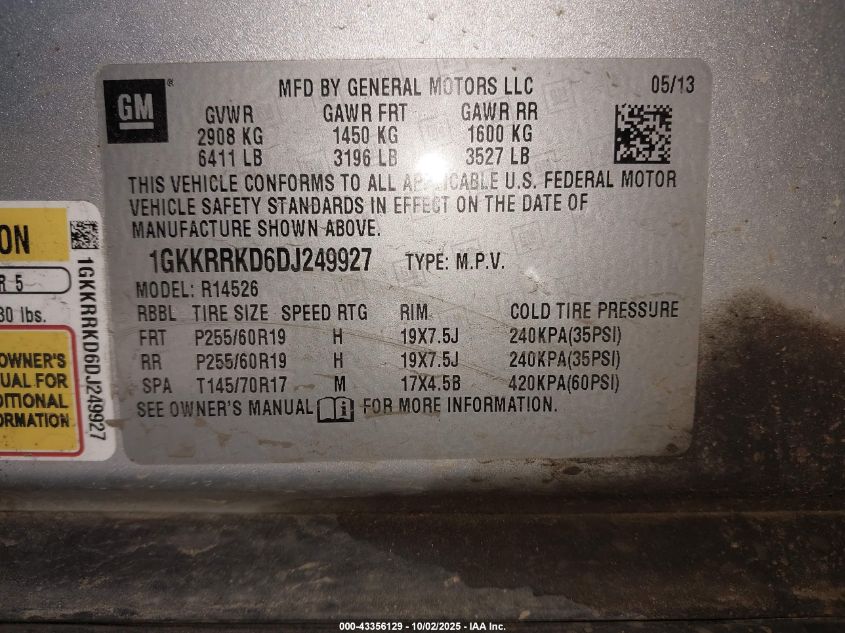 GM®
MFD BY GENERAL MOTORS LLC 05/13
GVWR GAWR FRT GAWR RR
2908 KG 1450 KG 1600 KG
6411 LB 3196 LB 3527 LB
THIS VEHICLE CONFORMS TO ALL APPLICABLE U.S. FEDERAL MOTOR
VEHICLE SAFETY STANDARDS IN EFFECT ON THE DATE OF
MANUFACTURE SHOWN ABOVE.
1GKKRRKD6DJ249927 TYPE: M.P.V.
MODEL: R14526
RBBL TIRE SIZE SPEED RTG RIM COLD TIRE PRESSURE
FRT P255/60R19 H 19X7.5J 240KPA(35PSI)
RR P255/60R19 H 19X7.5J 240KPA(35PSI)
SPA T145/70R17 M 17X4.5B 420KPA(60PSI)
SEE OWNER'S MANUAL FOR MORE INFORMATION.
ON
R 5
30 lbs.
OWNER'S
UAL FOR
DITIONAL
ORMATION
1GKKRRKD6DJ249927
000-43356129 - 10/02/2025 - IAA Inc.